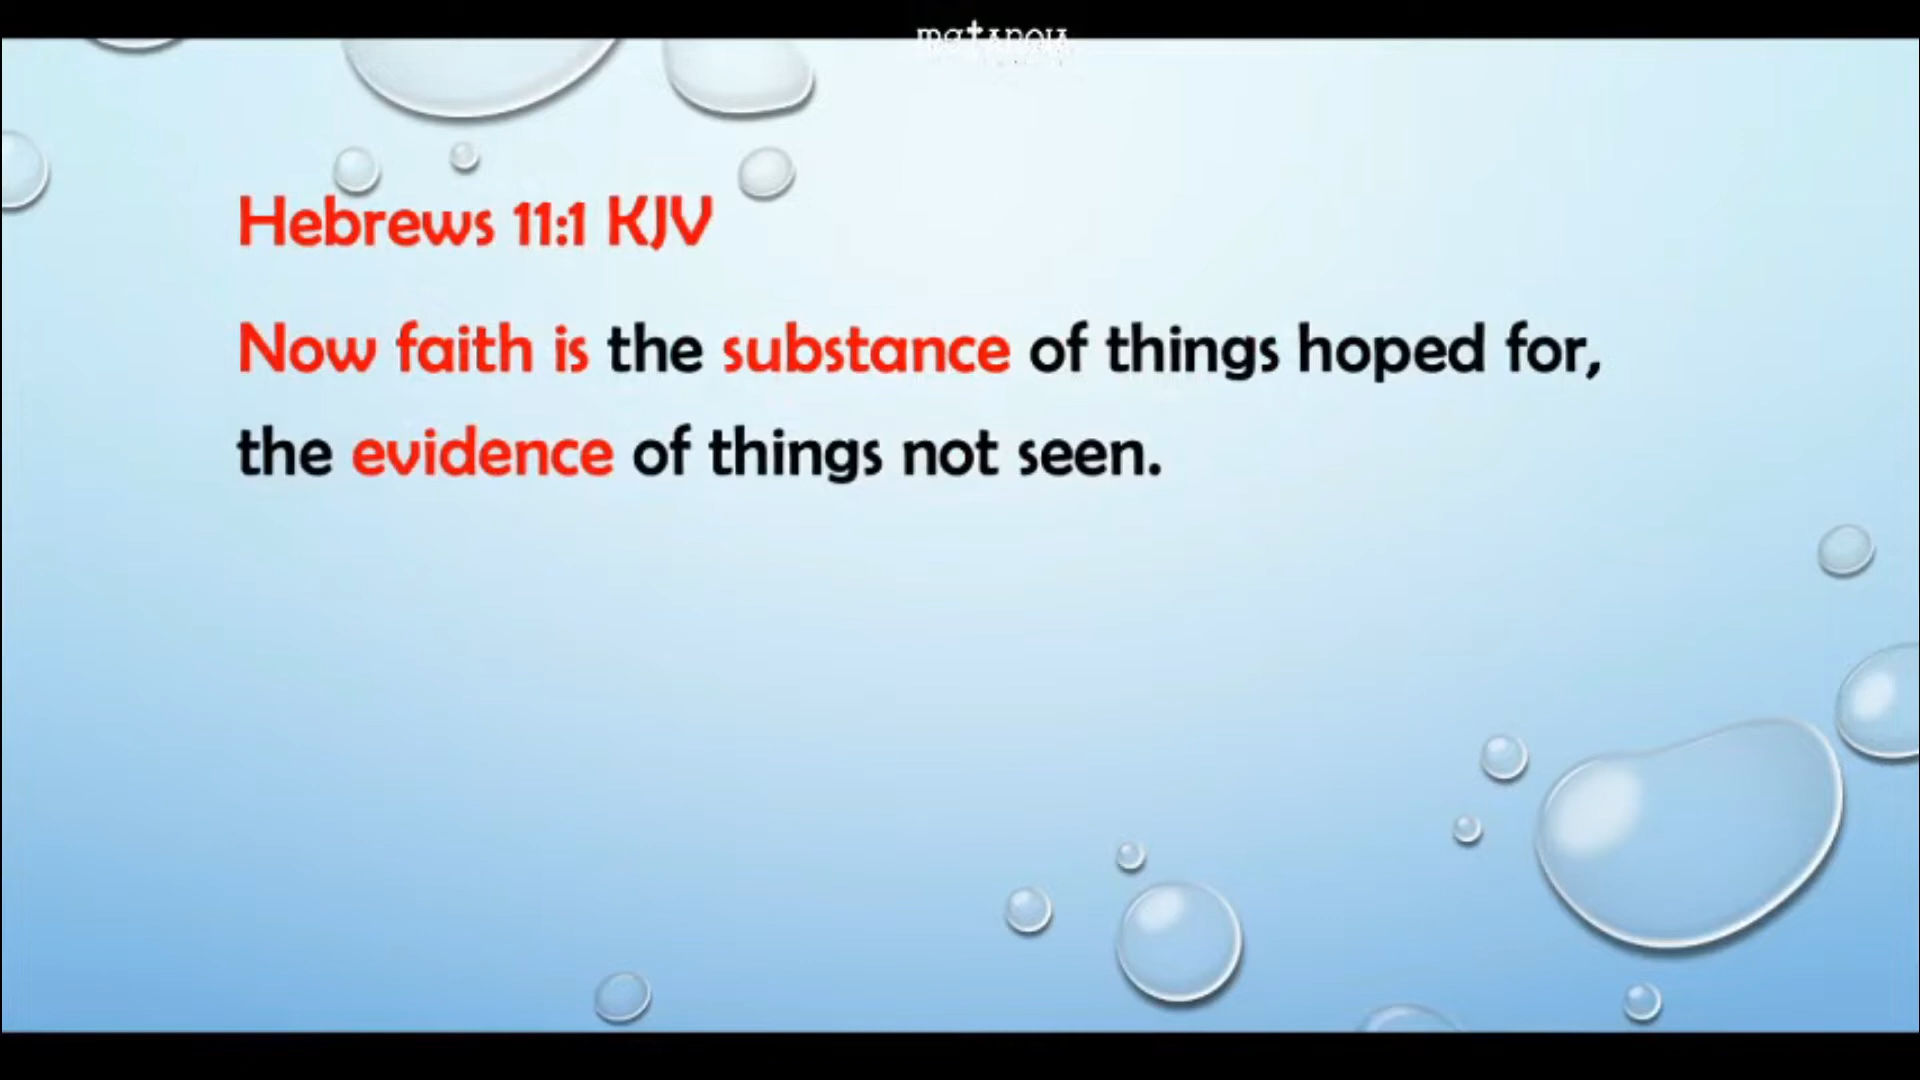 metanoia
Hebrews 11:1 KJV
Now faith is the substance of things hoped for,
the evidence of things not seen.